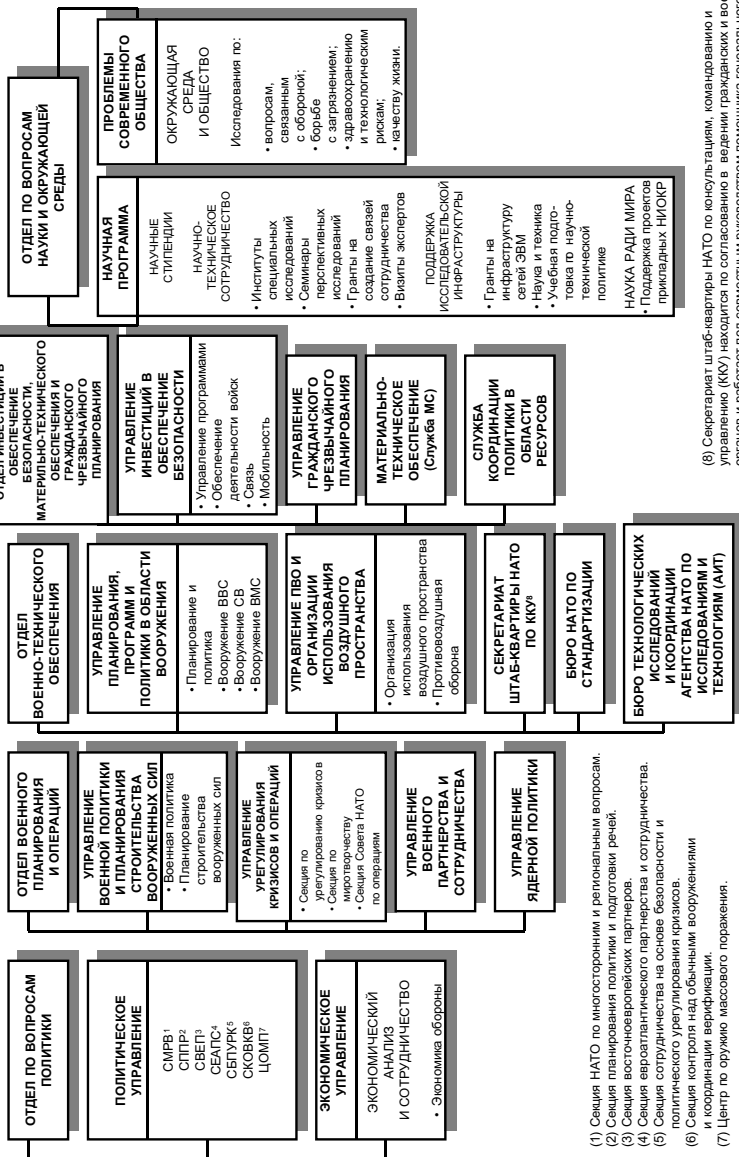 ОТДЕЛ ПО ВОПРОСАМ
ПОЛИТИКИ
ПОЛИТИЧЕСКОЕ
УПРАВЛЕНИЕ
СМРВ¹
СППР²
СВЕП³
СЕАПС⁴
СБПУРК⁵
СКОВКВ⁶
ЦОМП⁷
ЭКОНОМИЧЕСКОЕ
УПРАВЛЕНИЕ
ЭКОНОМИЧЕСКИЙ
АНАЛИЗ
И СОТРУДНИЧЕСТВО
• Экономика обороны
ОТДЕЛ ВОЕННОГО
ПЛАНИРОВАНИЯ
И ОПЕРАЦИЙ
УПРАВЛЕНИЕ
ВОЕННОЙ ПОЛИТИКИ
И ПЛАНИРОВАНИЯ
СТРОИТЕЛЬСТВА
ВООРУЖЕННЫХ СИЛ
• Военная политика
• Планирование
строительства
вооруженных сил
УПРАВЛЕНИЕ
УРЕГУЛИРОВАНИЯ
КРИЗИСОВ И ОПЕРАЦИЙ
• Секция по
урегулированию кризисов
• Секция по
миротворчеству
• Секция Совета НАТО
по операциям
УПРАВЛЕНИЕ
ВОЕННОГО
ПАРТНЕРСТВА И
СОТРУДНИЧЕСТВА
УПРАВЛЕНИЕ
ЯДЕРНОЙ ПОЛИТИКИ
ОТДЕЛ
ВОЕННО-ТЕХНИЧЕСКОГО
ОБЕСПЕЧЕНИЯ
УПРАВЛЕНИЕ
ПЛАНИРОВАНИЯ,
ПРОГРАММ И
ПОЛИТИКИ В ОБЛАСТИ
ВООРУЖЕНИЯ
• Планирование и
политика
• Вооружение ВВС
• Вооружение СВ
• Вооружение ВМС
УПРАВЛЕНИЕ ПВО И
ОРГАНИЗАЦИИ
ИСПОЛЬЗОВАНИЯ
ВОЗДУШНОГО
ПРОСТРАНСТВА
• Организация
использования
воздушного пространства
• Противовоздушная
оборона
СЕКРЕТАРИАТ
ШТАБ-КВАРТИРЫ НАТО
ПО ККУ⁸
БЮРО НАТО ПО
СТАНДАРТИЗАЦИИ
БЮРО ТЕХНОЛОГИЧЕСКИХ
ИССЛЕДОВАНИЙ
И КООРДИНАЦИИ
АГЕНТСТВА НАТО ПО
ИССЛЕДОВАНИЯМ И
ТЕХНОЛОГИЯМ (АИТ)
ОТДЕЛ ИНВЕСТИЦИЙ В
ОБЕСПЕЧЕНИЕ
БЕЗОПАСНОСТИ,
МАТЕРИЛЬНО-ТЕХНИЧЕСКОГО
ОБЕСПЕЧЕНИЯ И
ГРАЖДАНСКОГО
ЧРЕЗВЫЧАЙНОГО
ПЛАНИРОВАНИЯ
УПРАВЛЕНИЕ
ИНВЕСТИЦИЙ В
ОБЕСПЕЧЕНИЕ
БЕЗОПАСНОСТИ
• Управление программами
• Обеспечение
деятельности войск
• Связь
• Мобильность
УПРАВЛЕНИЕ
ГРАЖДАНСКОГО
ЧРЕЗВЫЧАЙНОГО
ПЛАНИРОВАНИЯ
МАТЕРИАЛЬНО-
ТЕХНИЧЕСКОЕ
ОБЕСПЕЧЕНИЕ
(Служба МС)
СЛУЖБА
КООРДИНАЦИИ
ПОЛИТИКИ В
ОБЛАСТИ
РЕСУРСОВ
ОТДЕЛ ПО ВОПРОСАМ
НАУКИ И ОКРУЖАЮЩЕЙ
СРЕДЫ
НАУЧНАЯ
ПРОГРАММА
НАУЧНЫЕ
СТИПЕНДИИ
НАУЧНО-
ТЕХНИЧЕСКОЕ
СОТРУДНИЧЕСТВО
• Институты
специальных
исследований
• Семинары
перспективных
исследований
• Гранты на
создание связей
сотрудничества
• Визиты экспертов
ПОДДЕРЖКА
ИССЛЕДОВАТЕЛЬСКОЙ
ИНФРАСТРУКТУРЫ
• Гранты на
инфраструктуру
сетей ЭВМ
• Наука и техника
• Учебная подго-
товка по научно-
технической
политике
НАУКА РАДИ МИРА
• Поддержка проектов
прикладных НИОКР
ПРОБЛЕМЫ
СОВРЕМЕННОГО
ОБЩЕСТВА
ОКРУЖАЮЩАЯ
СРЕДА
И ОБЩЕСТВО
Исследования по:
• вопросам,
связанным
с обороной;
• борьбе
с загрязнением;
• здравоохранению
и технологическим
рискам;
• качеству жизни.
(1) Секция НАТО по многосторонним и региональным вопросам.
(2) Секция планирования политики и подготовки речей.
(3) Секция восточноевропейских партнеров.
(4) Секция евроатлантического партнерства и сотрудничества.
(5) Секция сотрудничества на основе безопасности и
политического урегулирования кризисов.
(6) Секция контроля над обычными вооружениями
и координации верификации.
(7) Центр по оружию массового поражения.
(8) Секретариат штаб-квартиры НАТО по консультациям, командованию и
управлению (ККУ) находится по согласованию в ведении гражданских и